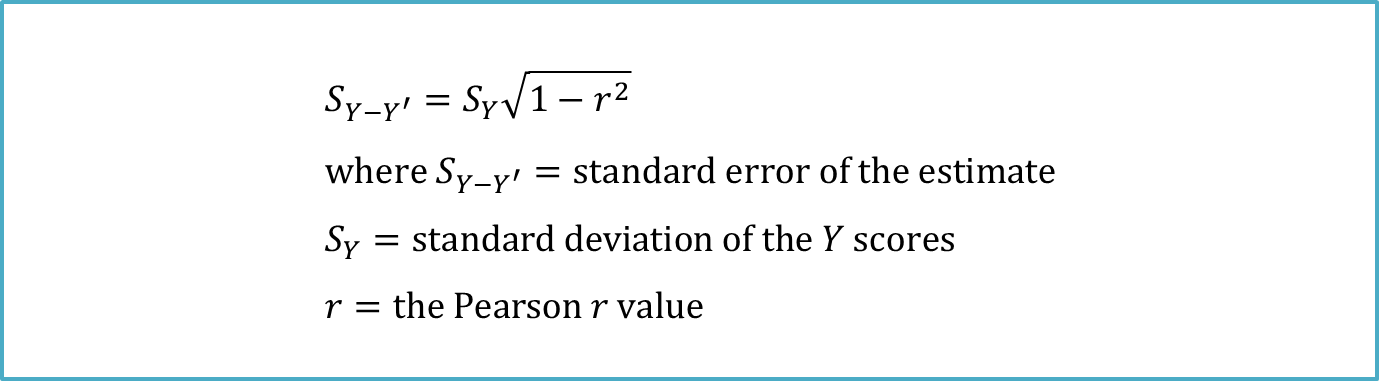 S_{Y−Y′} = S_Y√(1 − r²)
where S_{Y−Y′} = standard error of the estimate
S_Y = standard deviation of the Y scores
r = the Pearson r value